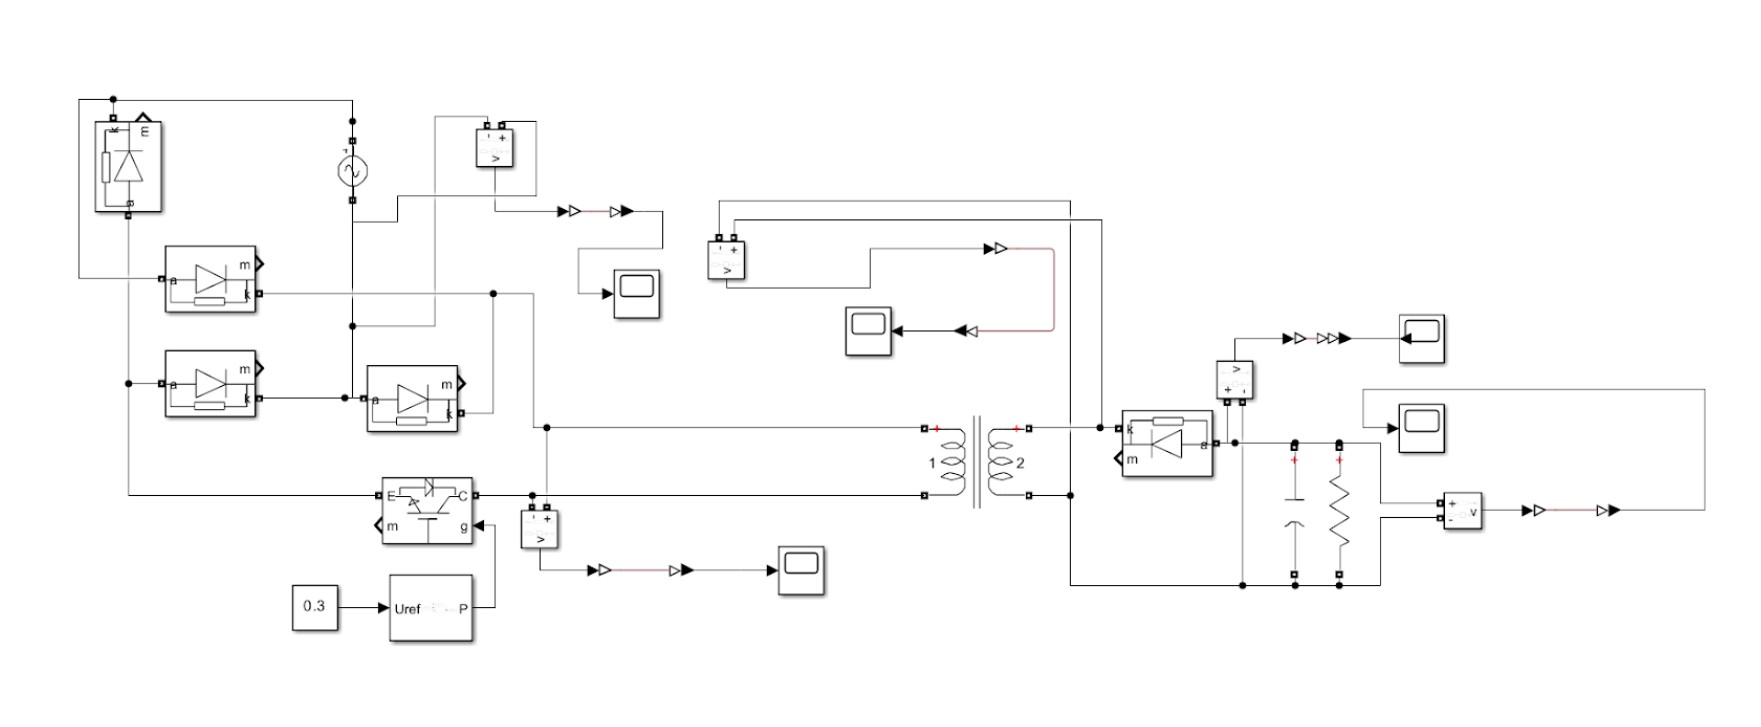 k m
a
- +
v
a m
k
- +
v
a m
k
a m
k
v
+ -
+
+
1
2
k a
m
+
+
+ v
-
E C
m g
- +
v
0.3
Uref P